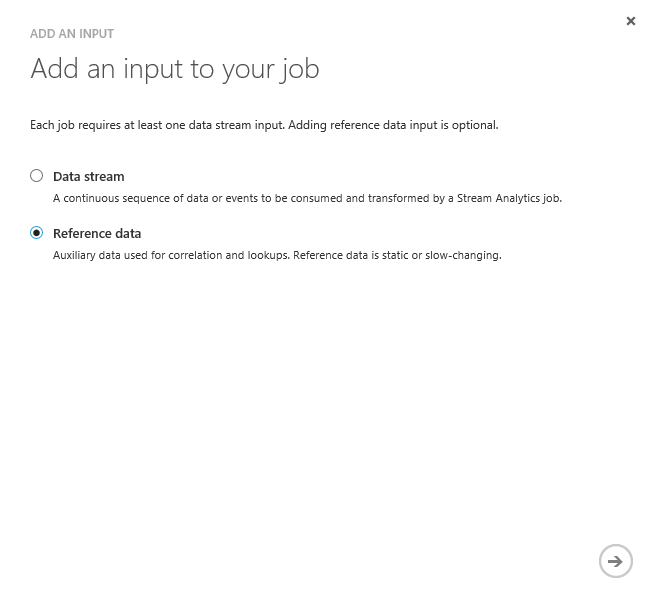 ADD AN INPUT
Add an input to your job
Each job requires at least one data stream input. Adding reference data input is optional.
Data stream
A continuous sequence of data or events to be consumed and transformed by a Stream Analytics job.
Reference data
Auxiliary data used for correlation and lookups. Reference data is static or slow-changing.